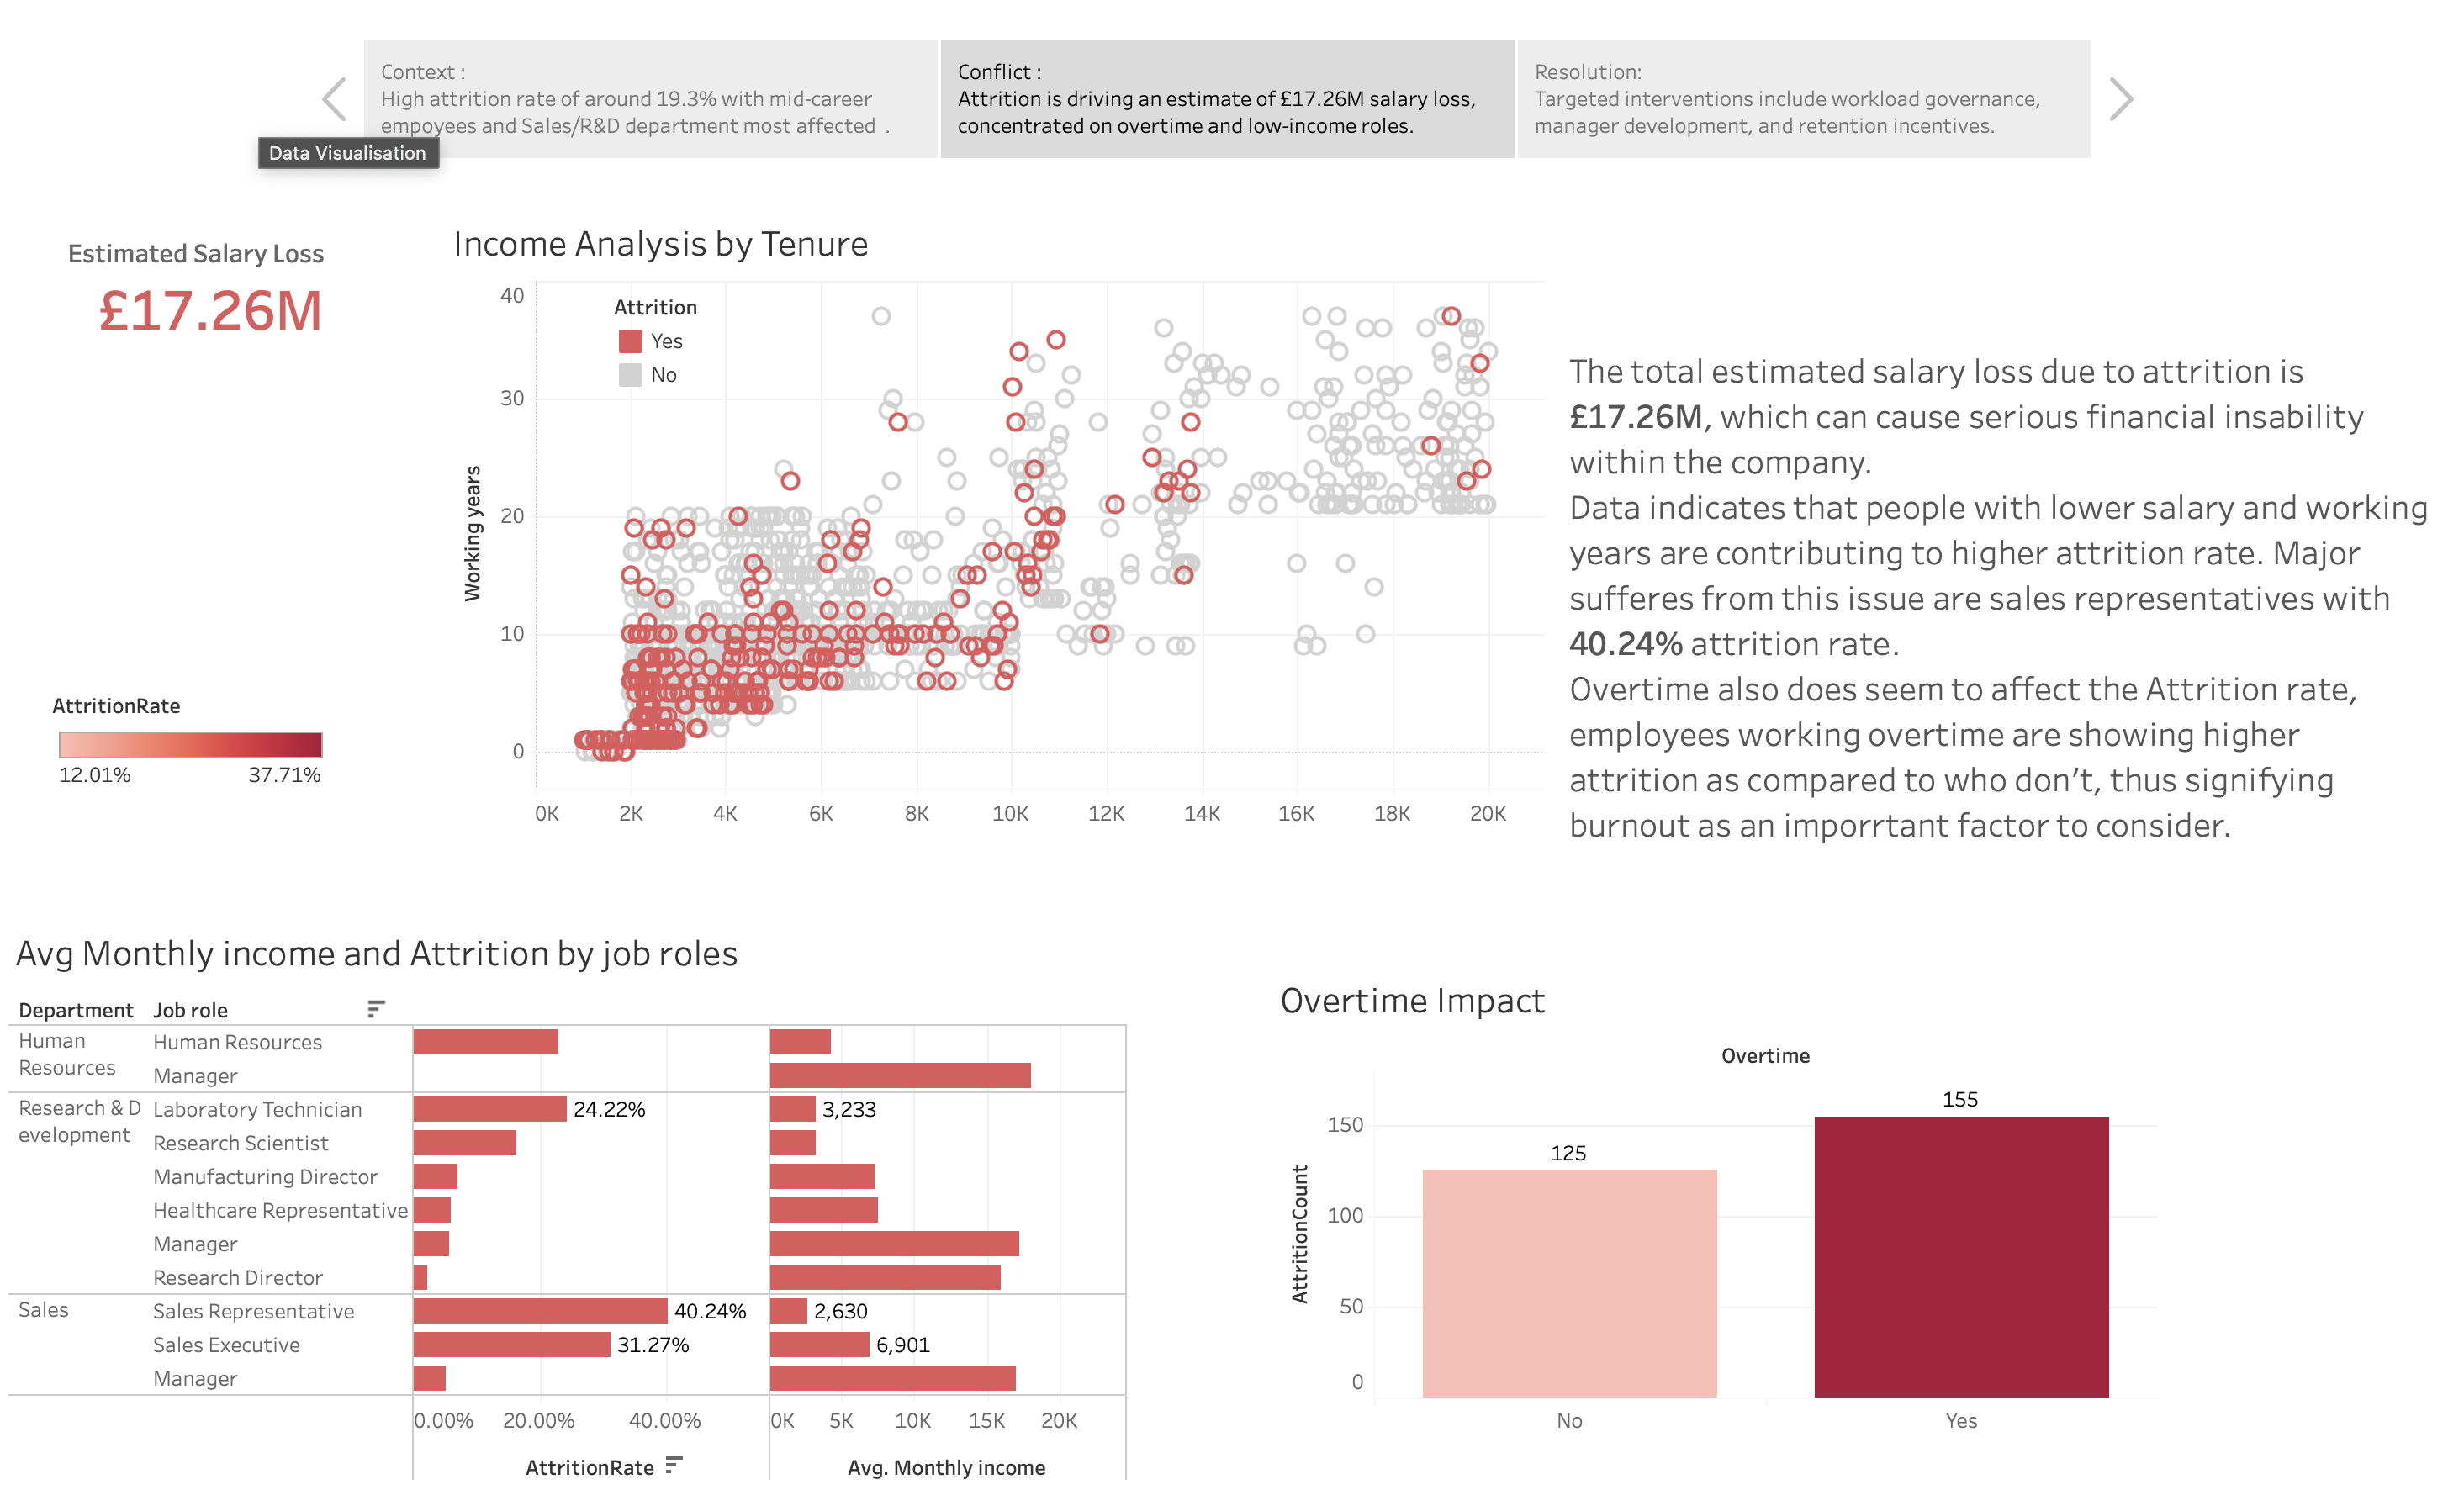 Context :
High attrition rate of around 19.3% with mid-career
empoyees and Sales/R&D department most affected .
Conflict :
Attrition is driving an estimate of £17.26M salary loss,
concentrated on overtime and low-income roles.
Resolution:
Targeted interventions include workload governance,
manager development, and retention incentives.
Data Visualisation
Estimated Salary Loss
£17.26M
AttritionRate
12.01% 37.71%
Income Analysis by Tenure
Attrition
Yes
No
Working years
40
30
20
10
0
0K 2K 4K 6K 8K 10K 12K 14K 16K 18K 20K
The total estimated salary loss due to attrition is
£17.26M, which can cause serious financial insability
within the company.
Data indicates that people with lower salary and working
years are contributing to higher attrition rate. Major
sufferes from this issue are sales representatives with
40.24% attrition rate.
Overtime also does seem to affect the Attrition rate,
employees working overtime are showing higher
attrition as compared to who don’t, thus signifying
burnout as an imporrtant factor to consider.
Avg Monthly income and Attrition by job roles
Department Job role
Human
Resources
Human Resources
Manager
Research & D
evelopment
Laboratory Technician 24.22% 3,233
Research Scientist
Manufacturing Director
Healthcare Representative
Manager
Research Director
Sales
Sales Representative 40.24% 2,630
Sales Executive 31.27% 6,901
Manager
0.00% 20.00% 40.00% 0K 5K 10K 15K 20K
AttritionRate Avg. Monthly income
Overtime Impact
Overtime
AttritionCount
150
100
50
0
125
155
No Yes